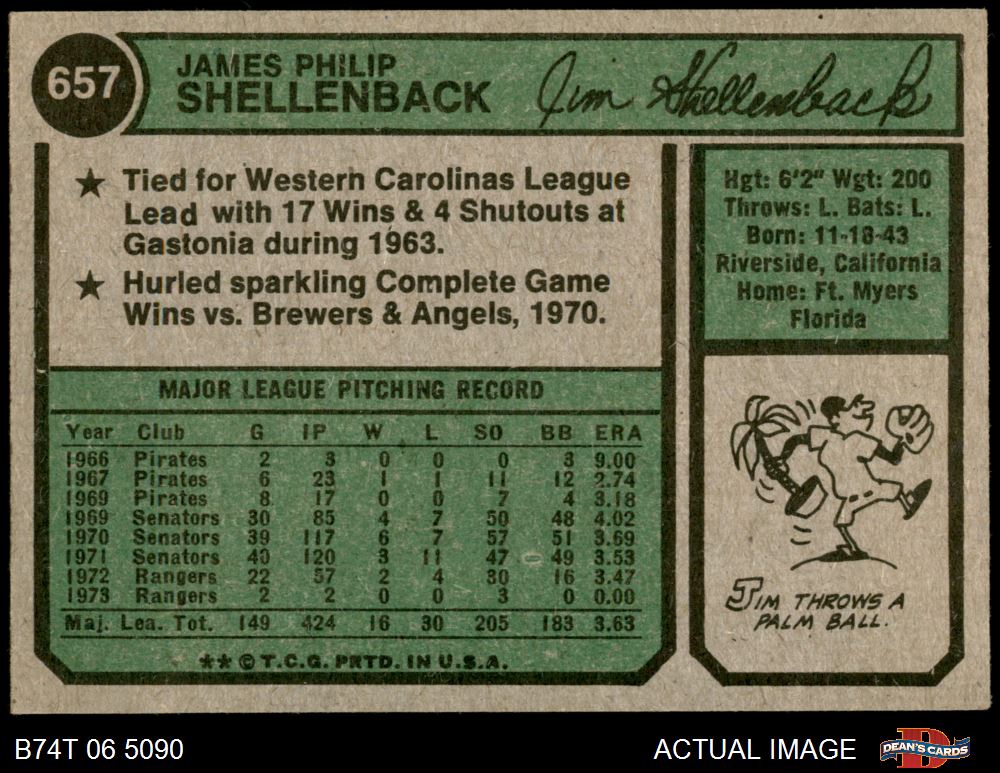 657
JAMES PHILIP
SHELLENBACK
Jim Shellenback
★ Tied for Western Carolinas League
Lead with 17 Wins & 4 Shutouts at
Gastonia during 1963.
★ Hurled sparkling Complete Game
Wins vs. Brewers & Angels, 1970.
Hgt: 6'2" Wgt: 200
Throws: L. Bats: L.
Born: 11-18-43
Riverside, California
Home: Ft. Myers
Florida
MAJOR LEAGUE PITCHING RECORD
Year Club G IP W L SO BB ERA
1966 Pirates 2 3 0 0 0 3 9.00
1967 Pirates 6 23 1 1 11 12 2.74
1969 Pirates 8 17 0 0 7 4 3.18
1969 Senators 30 85 4 7 50 48 4.02
1970 Senators 39 117 6 7 57 51 3.69
1971 Senators 40 120 3 11 47 49 3.53
1972 Rangers 22 57 2 4 30 16 3.47
1973 Rangers 2 2 0 0 3 0 0.00
Maj. Lea. Tot. 149 424 16 30 205 183 3.63
★★ © T.C.G. PRTD. IN U.S.A.
JIM THROWS A
PALM BALL.
B74T 06 5090
ACTUAL IMAGE
DEAN'S CARDS